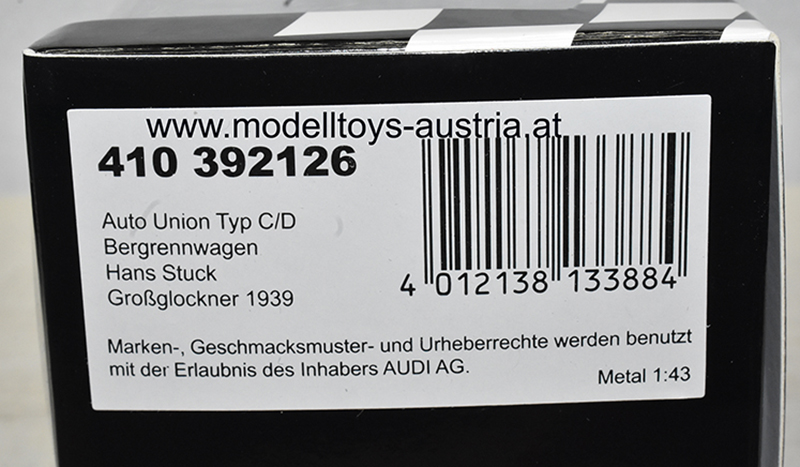 www.modelltoys-austria.at
410 392126
Auto Union Typ C/D
Bergrennwagen
Hans Stuck
Großglockner 1939
4 012138 133884
Marken-, Geschmacksmuster- und Urheberrechte werden benutzt
mit der Erlaubnis des Inhabers AUDI AG.
Metal 1:43